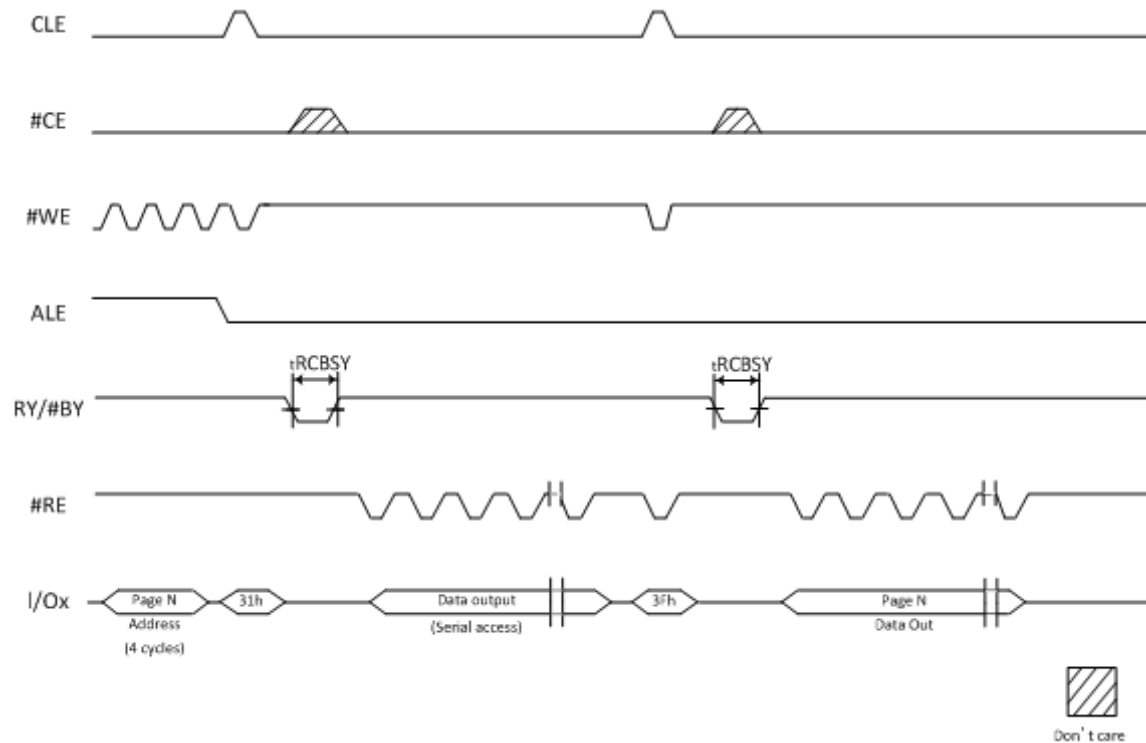 CLE
#CE
#WE
ALE
tRCBSY tRCBSY
RY/#BY
#RE
I/Ox Page N 31h Data output 3Fh Page N
Address (Serial access) Data Out
(4 cycles)
Don't care